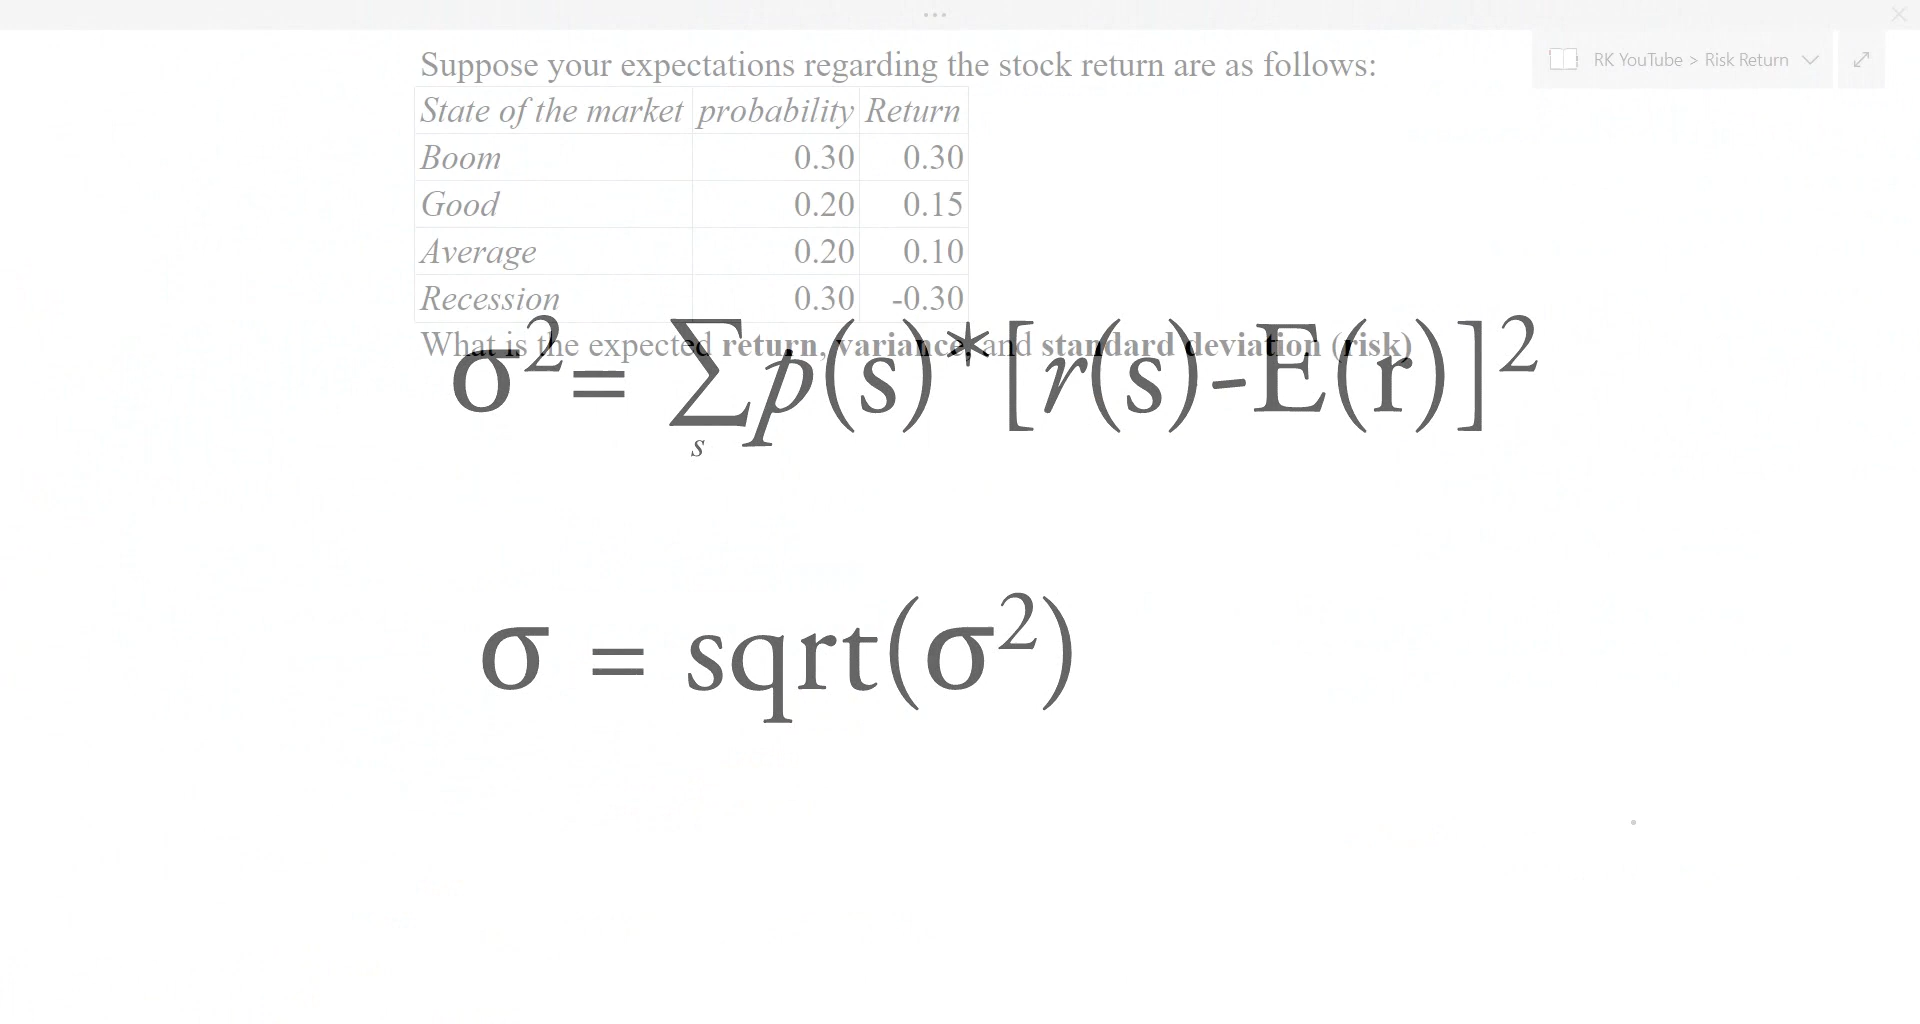 ...
RK YouTube > Risk Return
Suppose your expectations regarding the stock return are as follows:
State of the market probability Return
Boom 0.30 0.30
Good 0.20 0.15
Average 0.20 0.10
Recession 0.30 -0.30
What is the expected return, variance, and standard deviation (risk)
σ²= ∑p(s)*[r(s)-E(r)]²
s
σ = sqrt(σ²)